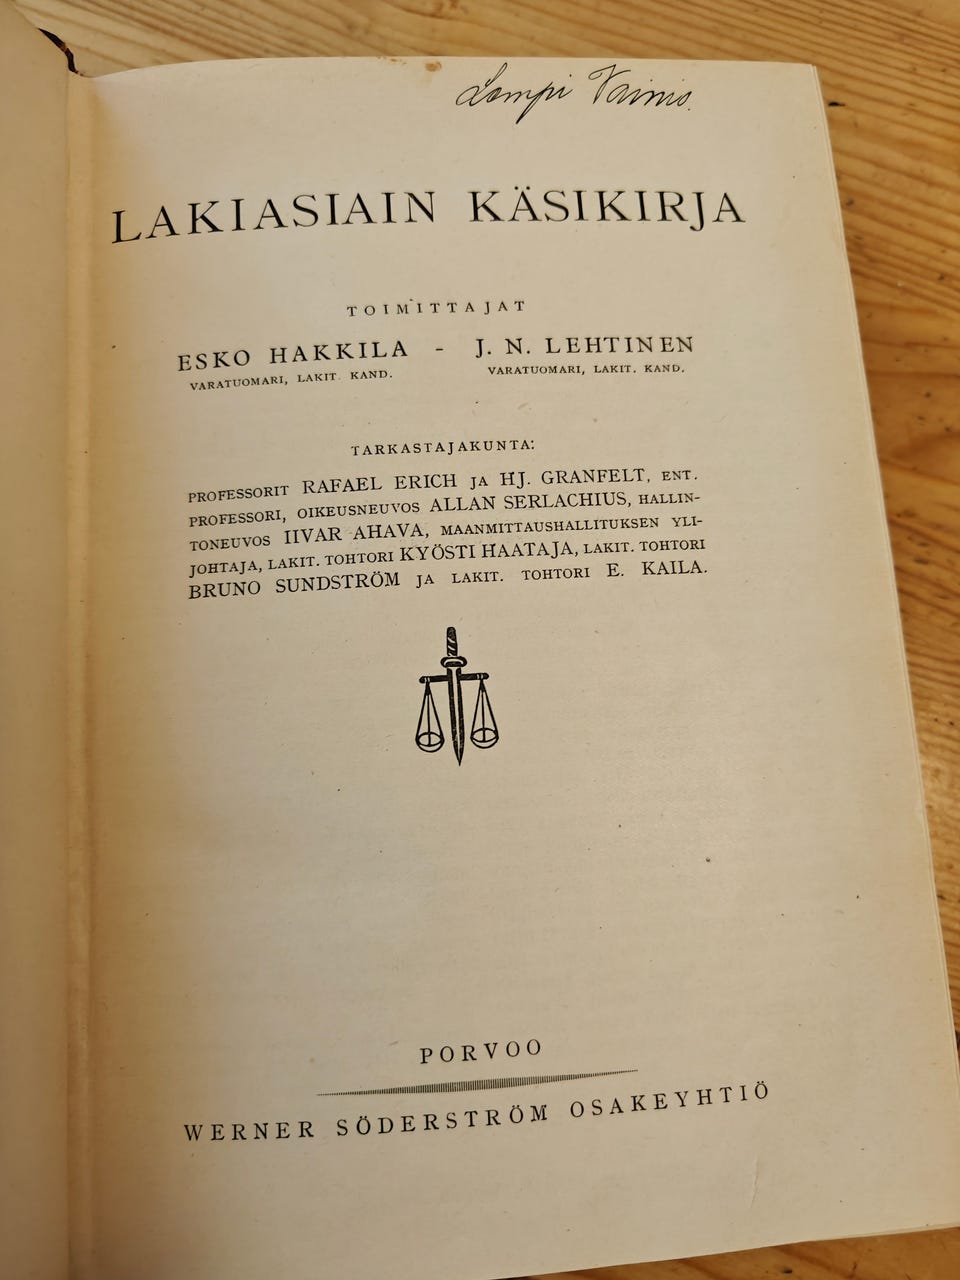 Lempi Vainio.
LAKIASIAIN KÄSIKIRJA
TOIMITTAJAT
ESKO HAKKILA - J. N. LEHTINEN
VARATUOMARI, LAKIT. KAND. VARATUOMARI, LAKIT. KAND.
TARKASTAJAKUNTA:
PROFESSORIT RAFAEL ERICH JA HJ. GRANFELT, ENT.
PROFESSORI, OIKEUSNEUVOS ALLAN SERLACHIUS, HALLIN-
TONEUVOS IIVAR AHAVA, MAANMITTAUSHALLITUKSEN YLI-
JOHTAJA, LAKIT. TOHTORI KYÖSTI HAATAJA, LAKIT. TOHTORI
BRUNO SUNDSTRÖM JA LAKIT. TOHTORI E. KAILA.
PORVOO
WERNER SÖDERSTRÖM OSAKEYHTIÖ